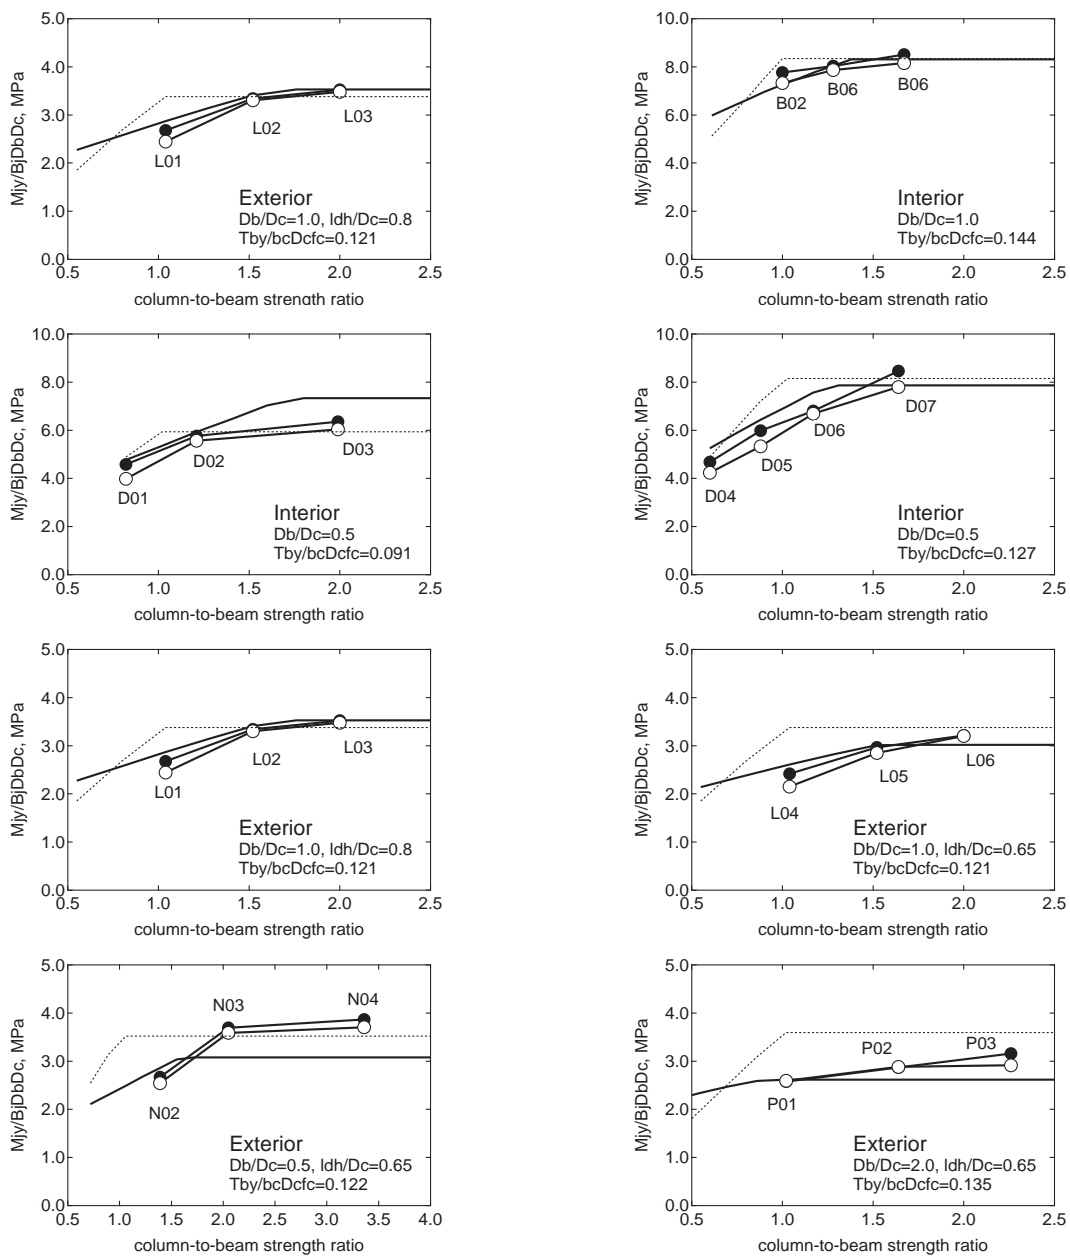 5.0
4.0
3.0
2.0
1.0
0.0
Mjy/BjDbDc, MPa
L01
L02
L03
Exterior
Db/Dc=1.0, ldh/Dc=0.8
Tby/bcDcfc=0.121
0.5 1.0 1.5 2.0 2.5
column-to-beam strength ratio
10.0
8.0
6.0
4.0
2.0
0.0
Mjy/BjDbDc, MPa
B02
B06
B06
Interior
Db/Dc=1.0
Tby/bcDcfc=0.144
0.5 1.0 1.5 2.0 2.5
column-to-beam strength ratio
10.0
8.0
6.0
4.0
2.0
0.0
Mjy/BjDbDc, MPa
D01
D02
D03
Interior
Db/Dc=0.5
Tby/bcDcfc=0.091
0.5 1.0 1.5 2.0 2.5
column-to-beam strength ratio
10.0
8.0
6.0
4.0
2.0
0.0
Mjy/BjDbDc, MPa
D04
D05
D06
D07
Interior
Db/Dc=0.5
Tby/bcDcfc=0.127
0.5 1.0 1.5 2.0 2.5
column-to-beam strength ratio
5.0
4.0
3.0
2.0
1.0
0.0
Mjy/BjDbDc, MPa
L01
L02
L03
Exterior
Db/Dc=1.0, ldh/Dc=0.8
Tby/bcDcfc=0.121
0.5 1.0 1.5 2.0 2.5
column-to-beam strength ratio
5.0
4.0
3.0
2.0
1.0
0.0
Mjy/BjDbDc, MPa
L04
L05
L06
Exterior
Db/Dc=1.0, ldh/Dc=0.65
Tby/bcDcfc=0.121
0.5 1.0 1.5 2.0 2.5
column-to-beam strength ratio
5.0
4.0
3.0
2.0
1.0
0.0
Mjy/BjDbDc, MPa
N02
N03
N04
Exterior
Db/Dc=0.5, ldh/Dc=0.65
Tby/bcDcfc=0.122
0.5 1.0 1.5 2.0 2.5 3.0 3.5 4.0
column-to-beam strength ratio
5.0
4.0
3.0
2.0
1.0
0.0
Mjy/BjDbDc, MPa
P01
P02
P03
Exterior
Db/Dc=2.0, ldh/Dc=0.65
Tby/bcDcfc=0.135
0.5 1.0 1.5 2.0 2.5
column-to-beam strength ratio